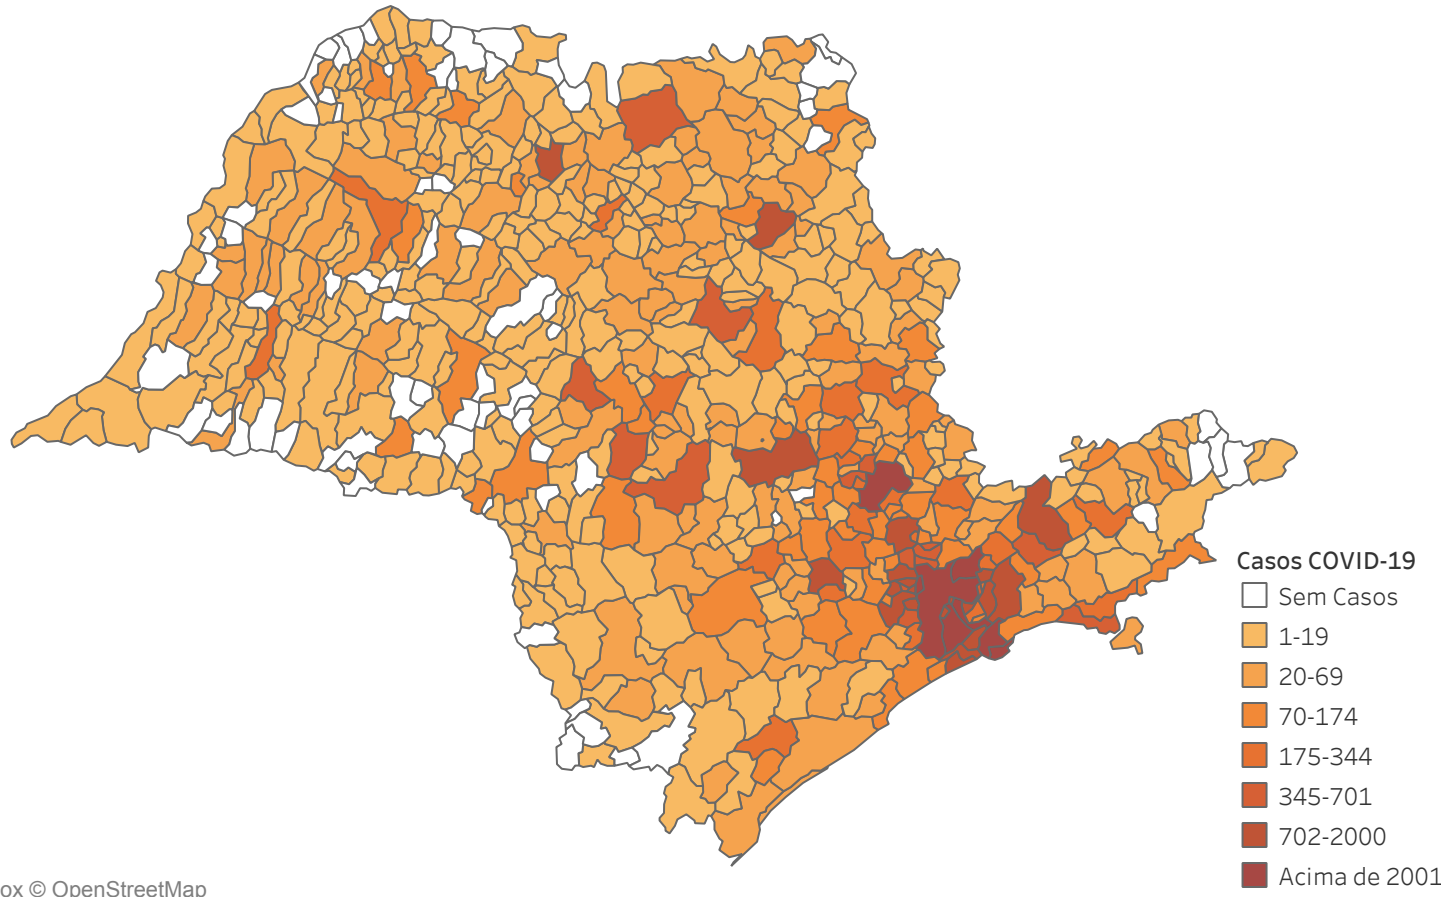 Casos COVID-19
Sem Casos
1-19
20-69
70-174
175-344
345-701
702-2000
Acima de 2001
ox © OpenStreetMap